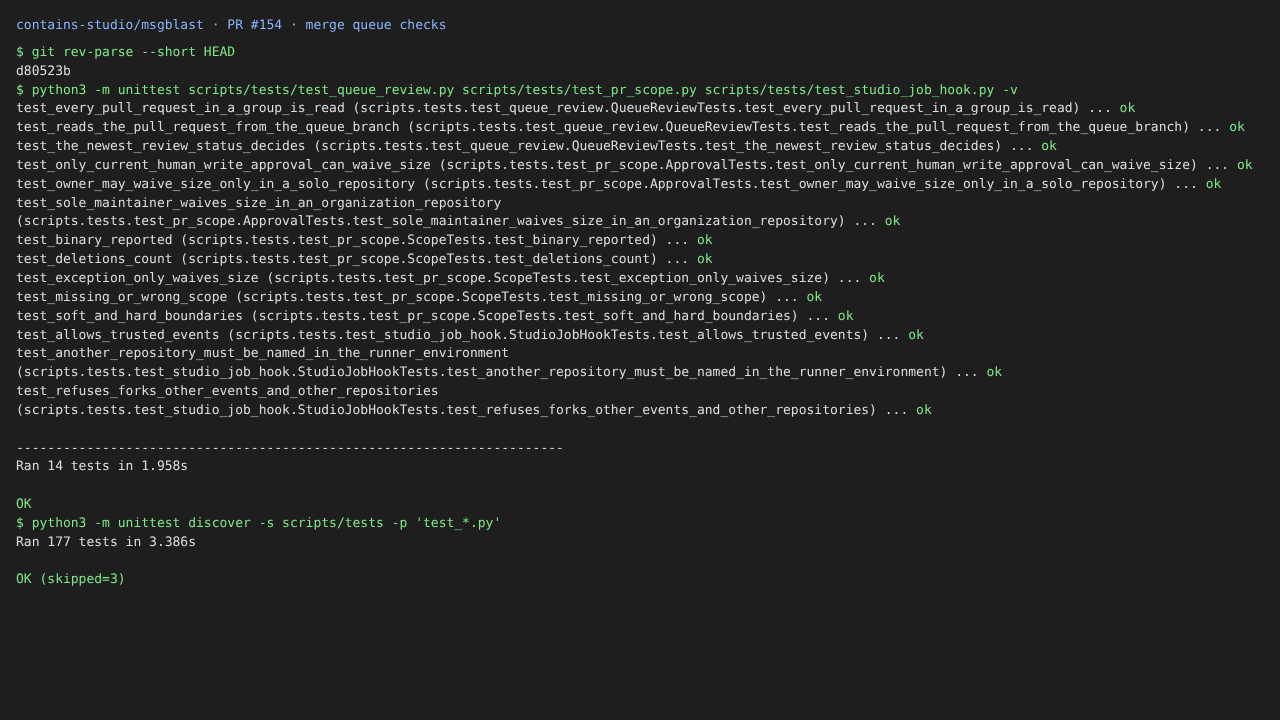 contains-studio/msgblast · PR #154 · merge queue checks
$ git rev-parse --short HEAD
d80523b
$ python3 -m unittest scripts/tests/test_queue_review.py scripts/tests/test_pr_scope.py scripts/tests/test_studio_job_hook.py -v
test_every_pull_request_in_a_group_is_read (scripts.tests.test_queue_review.QueueReviewTests.test_every_pull_request_in_a_group_is_read) ... ok
test_reads_the_pull_request_from_the_queue_branch (scripts.tests.test_queue_review.QueueReviewTests.test_reads_the_pull_request_from_the_queue_branch) ... ok
test_the_newest_review_status_decides (scripts.tests.test_queue_review.QueueReviewTests.test_the_newest_review_status_decides) ... ok
test_only_current_human_write_approval_can_waive_size (scripts.tests.test_pr_scope.ApprovalTests.test_only_current_human_write_approval_can_waive_size) ... ok
test_owner_may_waive_size_only_in_a_solo_repository (scripts.tests.test_pr_scope.ApprovalTests.test_owner_may_waive_size_only_in_a_solo_repository) ... ok
test_sole_maintainer_waives_size_in_an_organization_repository
(scripts.tests.test_pr_scope.ApprovalTests.test_sole_maintainer_waives_size_in_an_organization_repository) ... ok
test_binary_reported (scripts.tests.test_pr_scope.ScopeTests.test_binary_reported) ... ok
test_deletions_count (scripts.tests.test_pr_scope.ScopeTests.test_deletions_count) ... ok
test_exception_only_waives_size (scripts.tests.test_pr_scope.ScopeTests.test_exception_only_waives_size) ... ok
test_missing_or_wrong_scope (scripts.tests.test_pr_scope.ScopeTests.test_missing_or_wrong_scope) ... ok
test_soft_and_hard_boundaries (scripts.tests.test_pr_scope.ScopeTests.test_soft_and_hard_boundaries) ... ok
test_allows_trusted_events (scripts.tests.test_studio_job_hook.StudioJobHookTests.test_allows_trusted_events) ... ok
test_another_repository_must_be_named_in_the_runner_environment
(scripts.tests.test_studio_job_hook.StudioJobHookTests.test_another_repository_must_be_named_in_the_runner_environment) ... ok
test_refuses_forks_other_events_and_other_repositories
(scripts.tests.test_studio_job_hook.StudioJobHookTests.test_refuses_forks_other_events_and_other_repositories) ... ok
----------------------------------------------------------------------
Ran 14 tests in 1.958s
OK
$ python3 -m unittest discover -s scripts/tests -p 'test_*.py'
Ran 177 tests in 3.386s
OK (skipped=3)